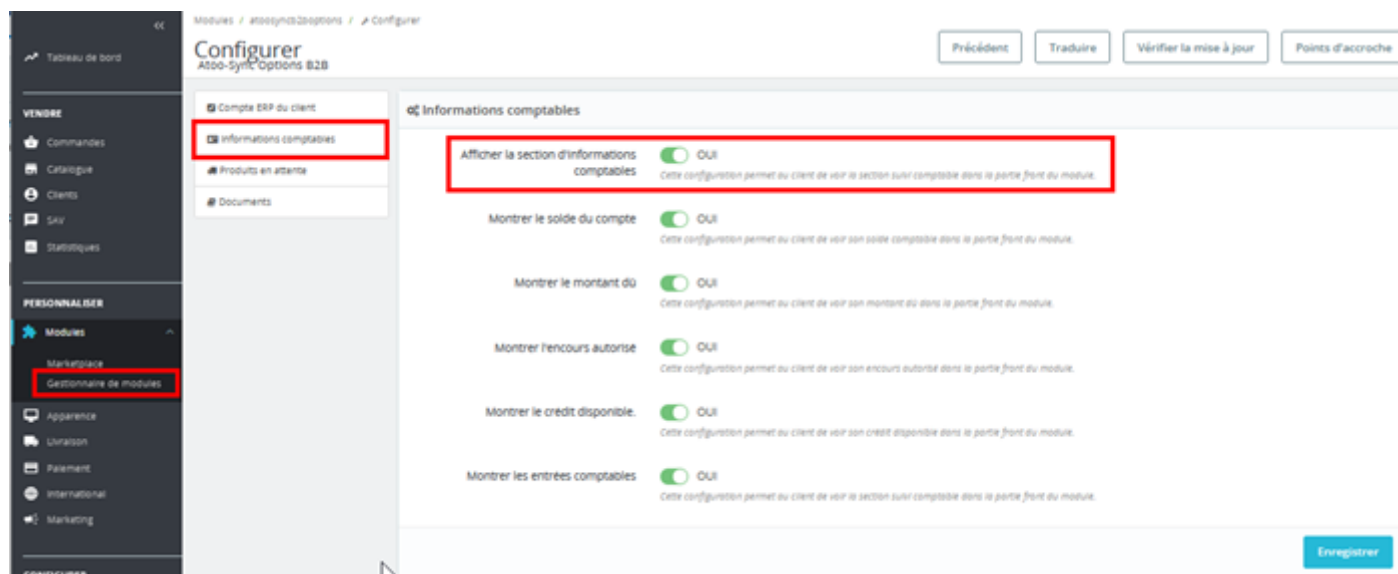 «
Modules / atoosyncb2boptions / Configurer
Configurer
Atoo-Sync Options B2B
Précédent
Traduire
Vérifier la mise à jour
Points d'accroche
Tableau de bord
VENDRE
Commandes
Catalogue
Clients
SAV
Statistiques
PERSONNALISER
Modules
Marketplace
Gestionnaire de modules
Apparence
Livraison
Paiement
International
Marketing
CONFIGURER
Compte ERP du client
Informations comptables
Produits en attente
Documents
Informations comptables
Afficher la section d'informations
comptables
OUI
Cette configuration permet au client de voir la section suivi comptable dans la partie front du module.
Montrer le solde du compte
OUI
Cette configuration permet au client de voir son solde comptable dans la partie front du module.
Montrer le montant dû
OUI
Cette configuration permet au client de voir son montant dû dans la partie front du module.
Montrer l'encours autorisé
OUI
Cette configuration permet au client de voir son encours autorisé dans la partie front du module.
Montrer le crédit disponible.
OUI
Cette configuration permet au client de voir son crédit disponible dans la partie front du module.
Montrer les entrées comptables
OUI
Cette configuration permet au client de voir la section suivi comptable dans la partie front du module.
Enregistrer